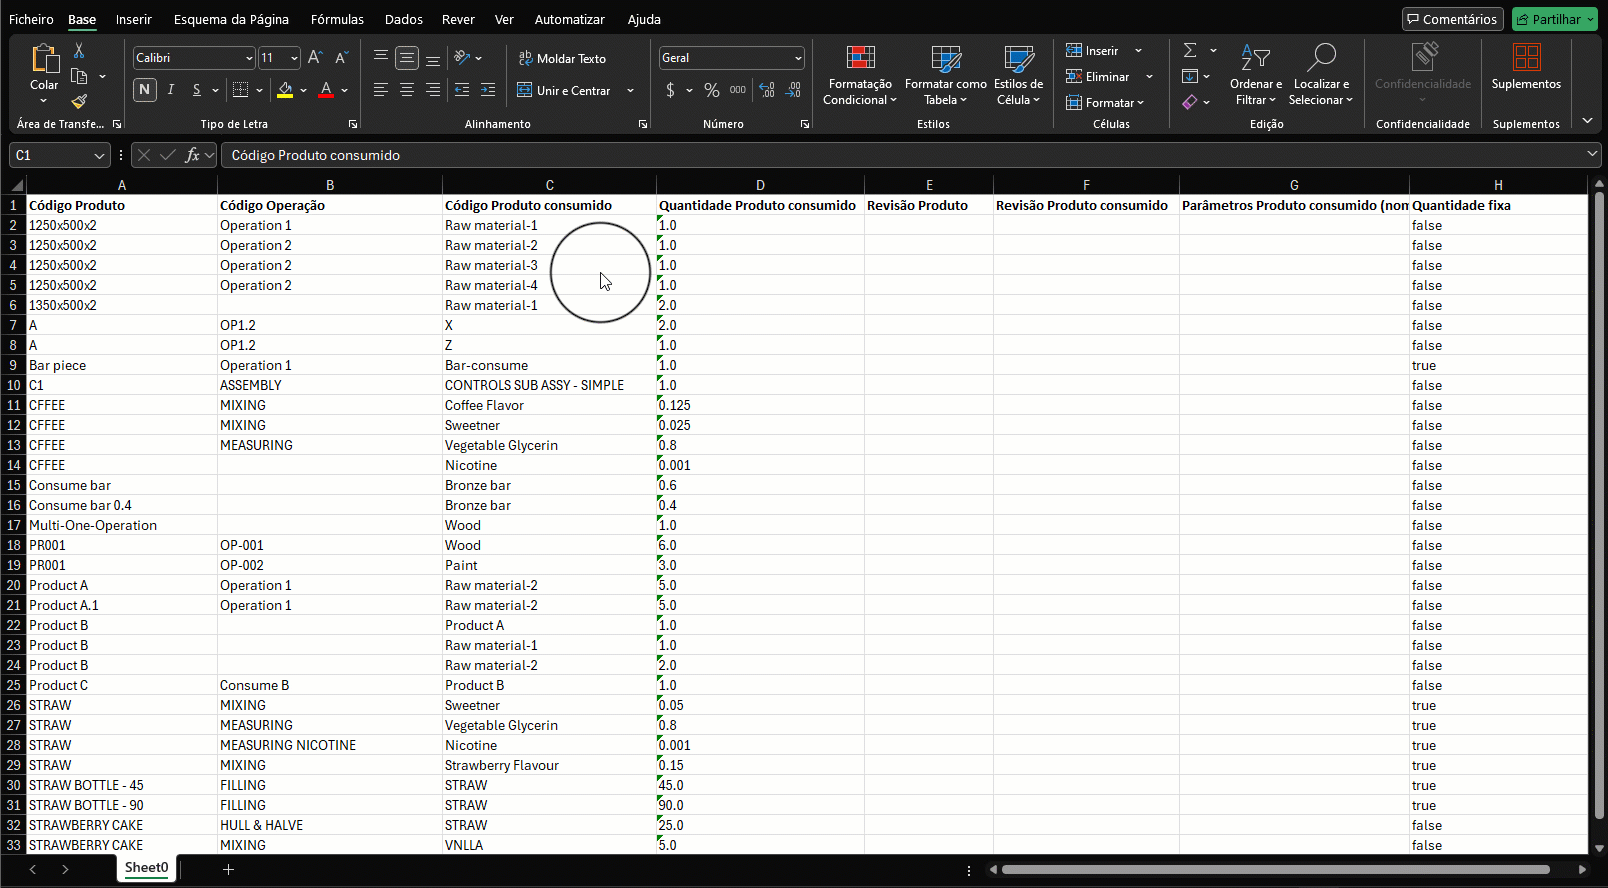 Ficheiro Base Inserir Esquema da Página Fórmulas Dados Rever Ver Automatizar Ajuda Comentários Partilhar
Calibri 11 A A ab Moldar Texto Geral Inserir Σ
Colar N I S A Unir e Centrar $ % 000 Formatação Condicional Formatar como Tabela Estilos de Célula Eliminar Formatar Ordenar e Filtrar Localizar e Selecionar Confidencialidade Suplementos
Área de Transfe... Tipo de Letra Alinhamento Número Estilos Células Edição Confidencialidade Suplementos
C1 fx Código Produto consumido
A B C D E F G H
1 Código Produto Código Operação Código Produto consumido Quantidade Produto consumido Revisão Produto Revisão Produto consumido Parâmetros Produto consumido (non Quantidade fixa
2 1250x500x2 Operation 1 Raw material-1 1.0 false
3 1250x500x2 Operation 2 Raw material-2 1.0 false
4 1250x500x2 Operation 2 Raw material-3 1.0 false
5 1250x500x2 Operation 2 Raw material-4 1.0 false
6 1350x500x2 Raw material-1 2.0 false
7 A OP1.2 X 2.0 false
8 A OP1.2 Z 1.0 false
9 Bar piece Operation 1 Bar-consume 1.0 true
10 C1 ASSEMBLY CONTROLS SUB ASSY - SIMPLE 1.0 false
11 CFFEE MIXING Coffee Flavor 0.125 false
12 CFFEE MIXING Sweetner 0.025 false
13 CFFEE MEASURING Vegetable Glycerin 0.8 false
14 CFFEE Nicotine 0.001 false
15 Consume bar Bronze bar 0.6 false
16 Consume bar 0.4 Bronze bar 0.4 false
17 Multi-One-Operation Wood 1.0 false
18 PR001 OP-001 Wood 6.0 false
19 PR001 OP-002 Paint 3.0 false
20 Product A Operation 1 Raw material-2 5.0 false
21 Product A.1 Operation 1 Raw material-2 5.0 false
22 Product B Product A 1.0 false
23 Product B Raw material-1 1.0 false
24 Product B Raw material-2 2.0 false
25 Product C Consume B Product B 1.0 false
26 STRAW MIXING Sweetner 0.05 true
27 STRAW MEASURING Vegetable Glycerin 0.8 true
28 STRAW MEASURING NICOTINE Nicotine 0.001 true
29 STRAW MIXING Strawberry Flavour 0.15 true
30 STRAW BOTTLE - 45 FILLING STRAW 45.0 true
31 STRAW BOTTLE - 90 FILLING STRAW 90.0 true
32 STRAWBERRY CAKE HULL & HALVE STRAW 25.0 false
33 STRAWBERRY CAKE MIXING VNLLA 5.0 false
Sheet0